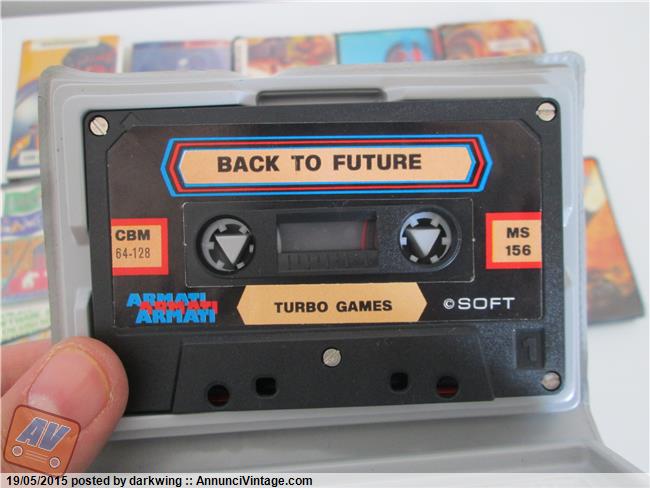 BACK TO FUTURE
CBM
64-128
MS
156
ARMATI
ARMATI
ARMATI
TURBO GAMES
©SOFT
1
AV
19/05/2015 posted by darkwing :: AnnunciVintage.com